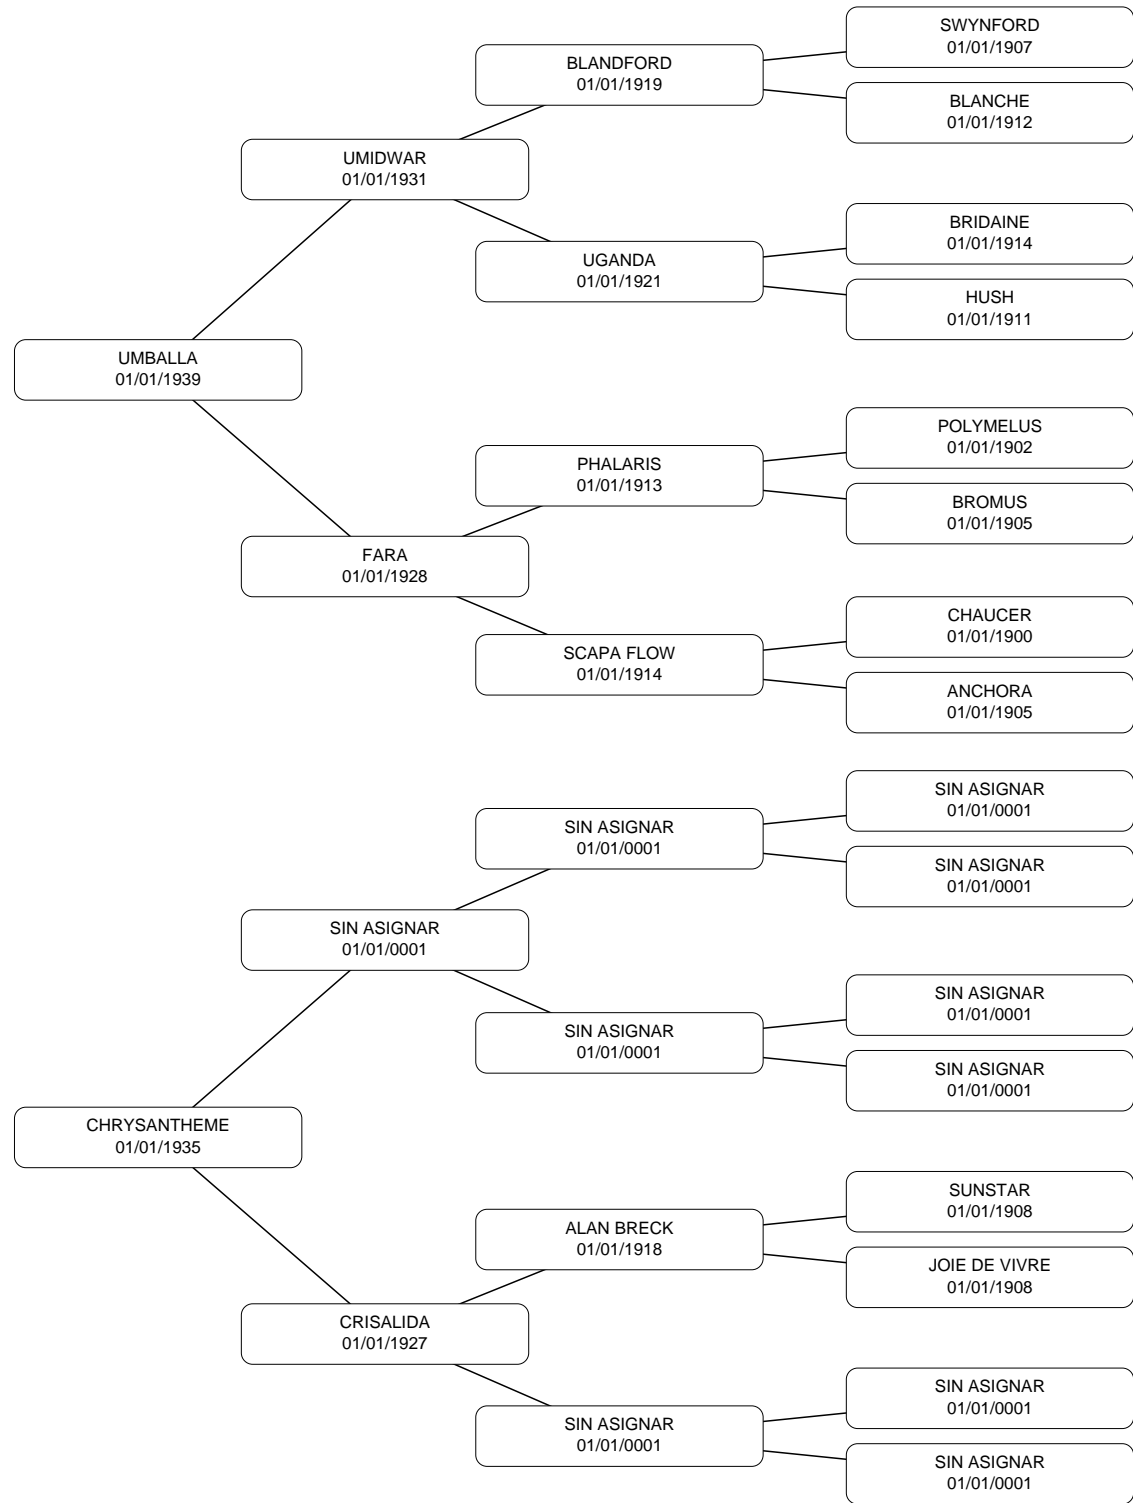 SWYNFORD
01/01/1907
BLANDFORD
01/01/1919
BLANCHE
01/01/1912
UMIDWAR
01/01/1931
BRIDAINE
01/01/1914
UGANDA
01/01/1921
HUSH
01/01/1911
UMBALLA
01/01/1939
POLYMELUS
01/01/1902
PHALARIS
01/01/1913
BROMUS
01/01/1905
FARA
01/01/1928
CHAUCER
01/01/1900
SCAPA FLOW
01/01/1914
ANCHORA
01/01/1905
SIN ASIGNAR
01/01/0001
SIN ASIGNAR
01/01/0001
SIN ASIGNAR
01/01/0001
SIN ASIGNAR
01/01/0001
SIN ASIGNAR
01/01/0001
SIN ASIGNAR
01/01/0001
SIN ASIGNAR
01/01/0001
CHRYSANTHEME
01/01/1935
SUNSTAR
01/01/1908
ALAN BRECK
01/01/1918
JOIE DE VIVRE
01/01/1908
CRISALIDA
01/01/1927
SIN ASIGNAR
01/01/0001
SIN ASIGNAR
01/01/0001
SIN ASIGNAR
01/01/0001